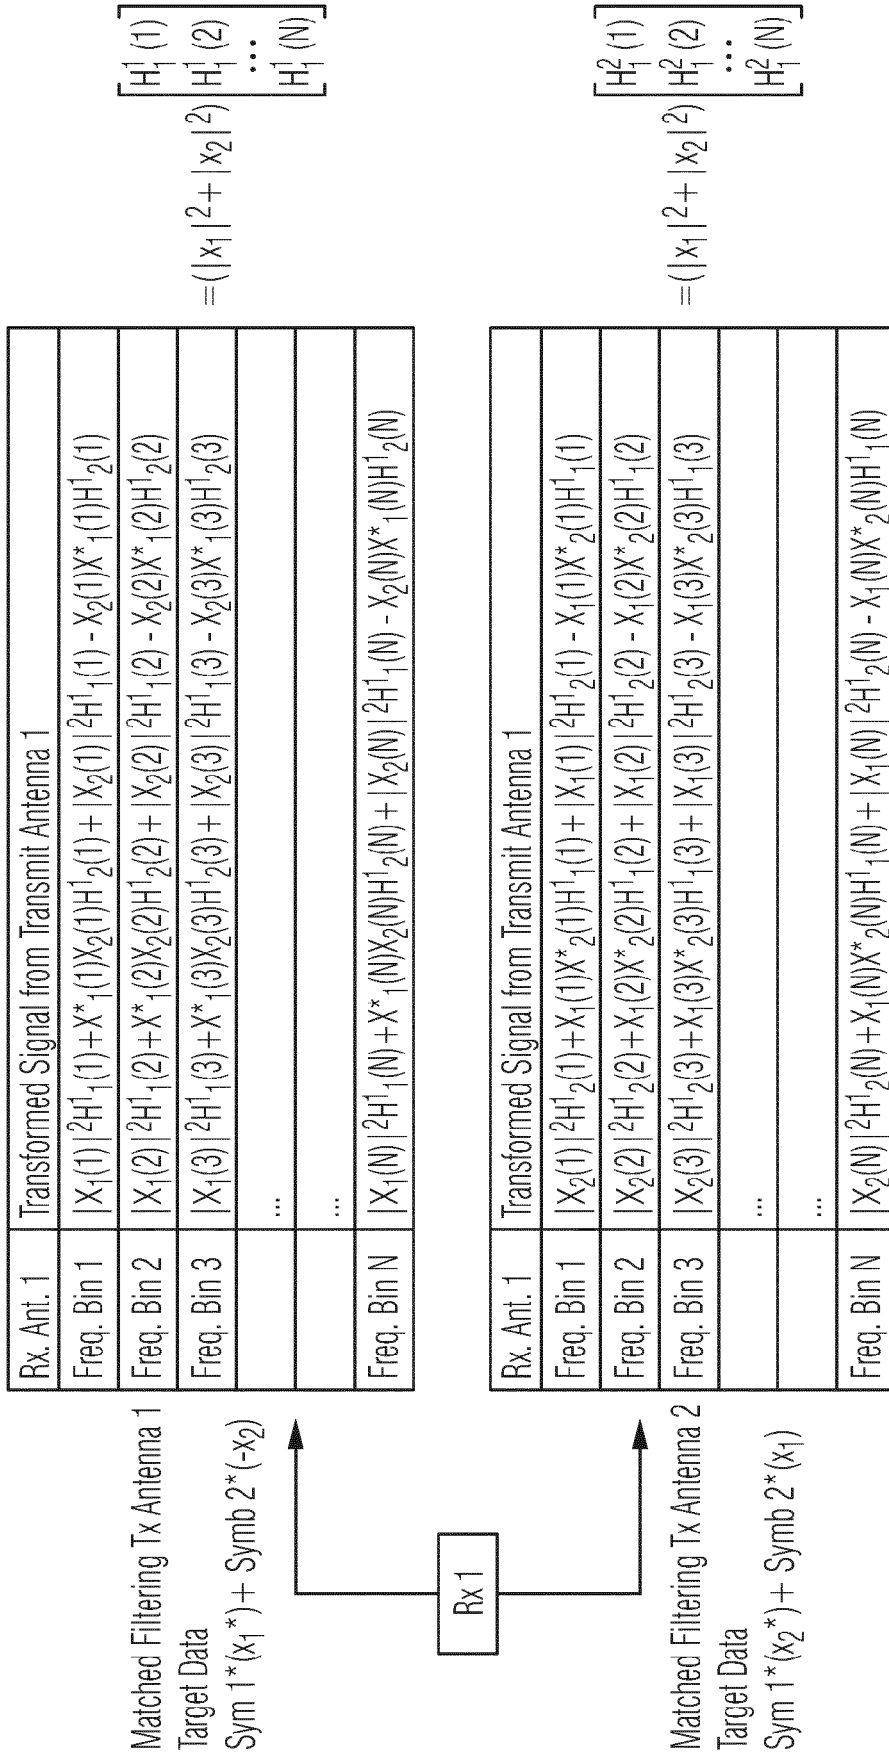 Matched Filtering Tx Antenna 1
Target Data
Sym 1*(x₁*) + Symb 2*(-x₂)
Rx. Ant. 1 Transformed Signal from Transmit Antenna 1
Freq. Bin 1 |X₁(1)|²H¹₁(1)+X*₁(1)X₂(1)H¹₂(1)+|X₂(1)|²H¹₁(1) - X₂(1)X*₁(1)H¹₂(1)
Freq. Bin 2 |X₁(2)|²H¹₁(2)+X*₁(2)X₂(2)H¹₂(2)+|X₂(2)|²H¹₁(2) - X₂(2)X*₁(2)H¹₂(2)
Freq. Bin 3 |X₁(3)|²H¹₁(3)+X*₁(3)X₂(3)H¹₂(3)+|X₂(3)|²H¹₁(3) - X₂(3)X*₁(3)H¹₂(3)
...
...
Freq. Bin N |X₁(N)|²H¹₁(N)+X*₁(N)X₂(N)H¹₂(N)+|X₂(N)|²H¹₁(N) - X₂(N)X*₁(N)H¹₂(N)
=(|x₁|²+|x₂|²)
H¹₁(1)
H¹₁(2)
...
H¹₁(N)
Rx 1
Matched Filtering Tx Antenna 2
Target Data
Sym 1*(x₂*) + Symb 2*(x₁)
Rx. Ant. 1 Transformed Signal from Transmit Antenna 1
Freq. Bin 1 |X₂(1)|²H¹₂(1)+X₁(1)X*₂(1)H¹₁(1)+|X₁(1)|²H¹₂(1) - X₁(1)X*₂(1)H¹₁(1)
Freq. Bin 2 |X₂(2)|²H¹₂(2)+X₁(2)X*₂(2)H¹₁(2)+|X₁(2)|²H¹₂(2) - X₁(2)X*₂(2)H¹₁(2)
Freq. Bin 3 |X₂(3)|²H¹₂(3)+X₁(3)X*₂(3)H¹₁(3)+|X₁(3)|²H¹₂(3) - X₁(3)X*₂(3)H¹₁(3)
...
...
Freq. Bin N |X₂(N)|²H¹₂(N)+X₁(N)X*₂(N)H¹₁(N)+|X₁(N)|²H¹₂(N) - X₁(N)X*₂(N)H¹₁(N)
=(|x₁|²+|x₂|²)
H²₁(1)
H²₁(2)
...
H²₁(N)